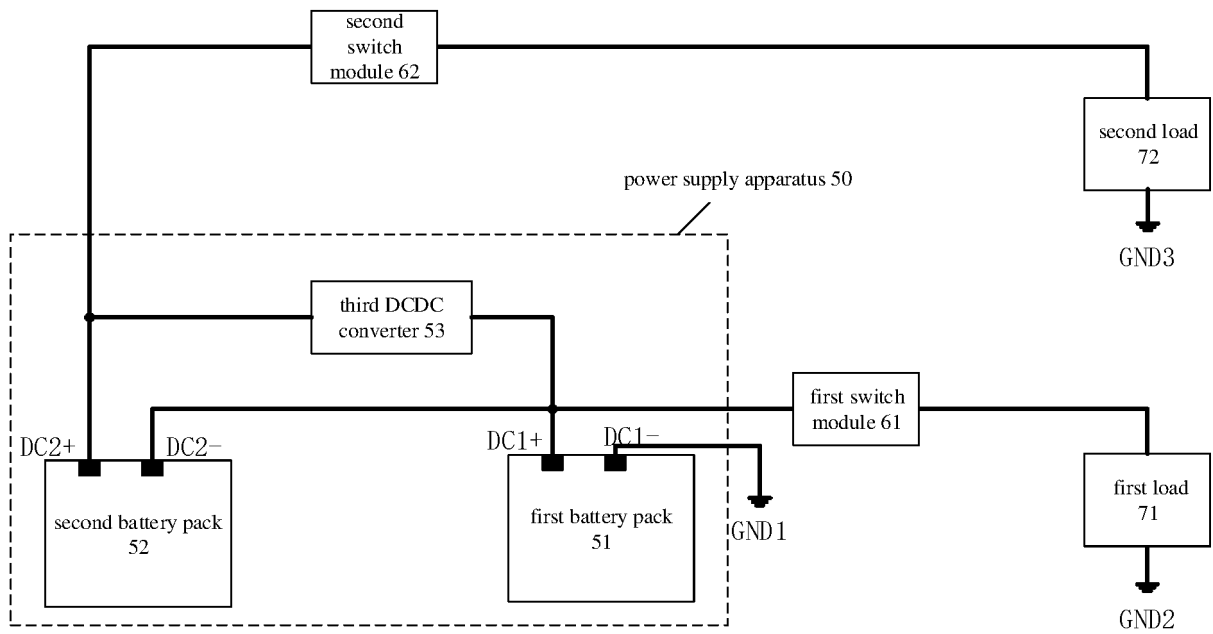 second
switch
module 62
second load
72
GND3
power supply apparatus 50
third DCDC
converter 53
first switch
module 61
DC2+
DC2-
DC1+
DC1-
second battery pack
52
first battery pack
51
GND1
first load
71
GND2